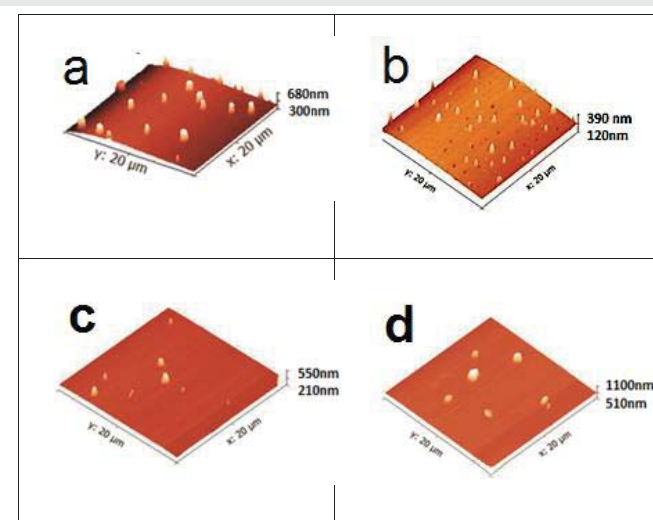 a
680nm
300nm
y: 20 µm
x: 20 µm
b
390 nm
120nm
y: 20 µm
x: 20 µm
c
550nm
210nm
y: 20 µm
x: 20 µm
d
1100nm
510nm
y: 20 µm
x: 20 µm